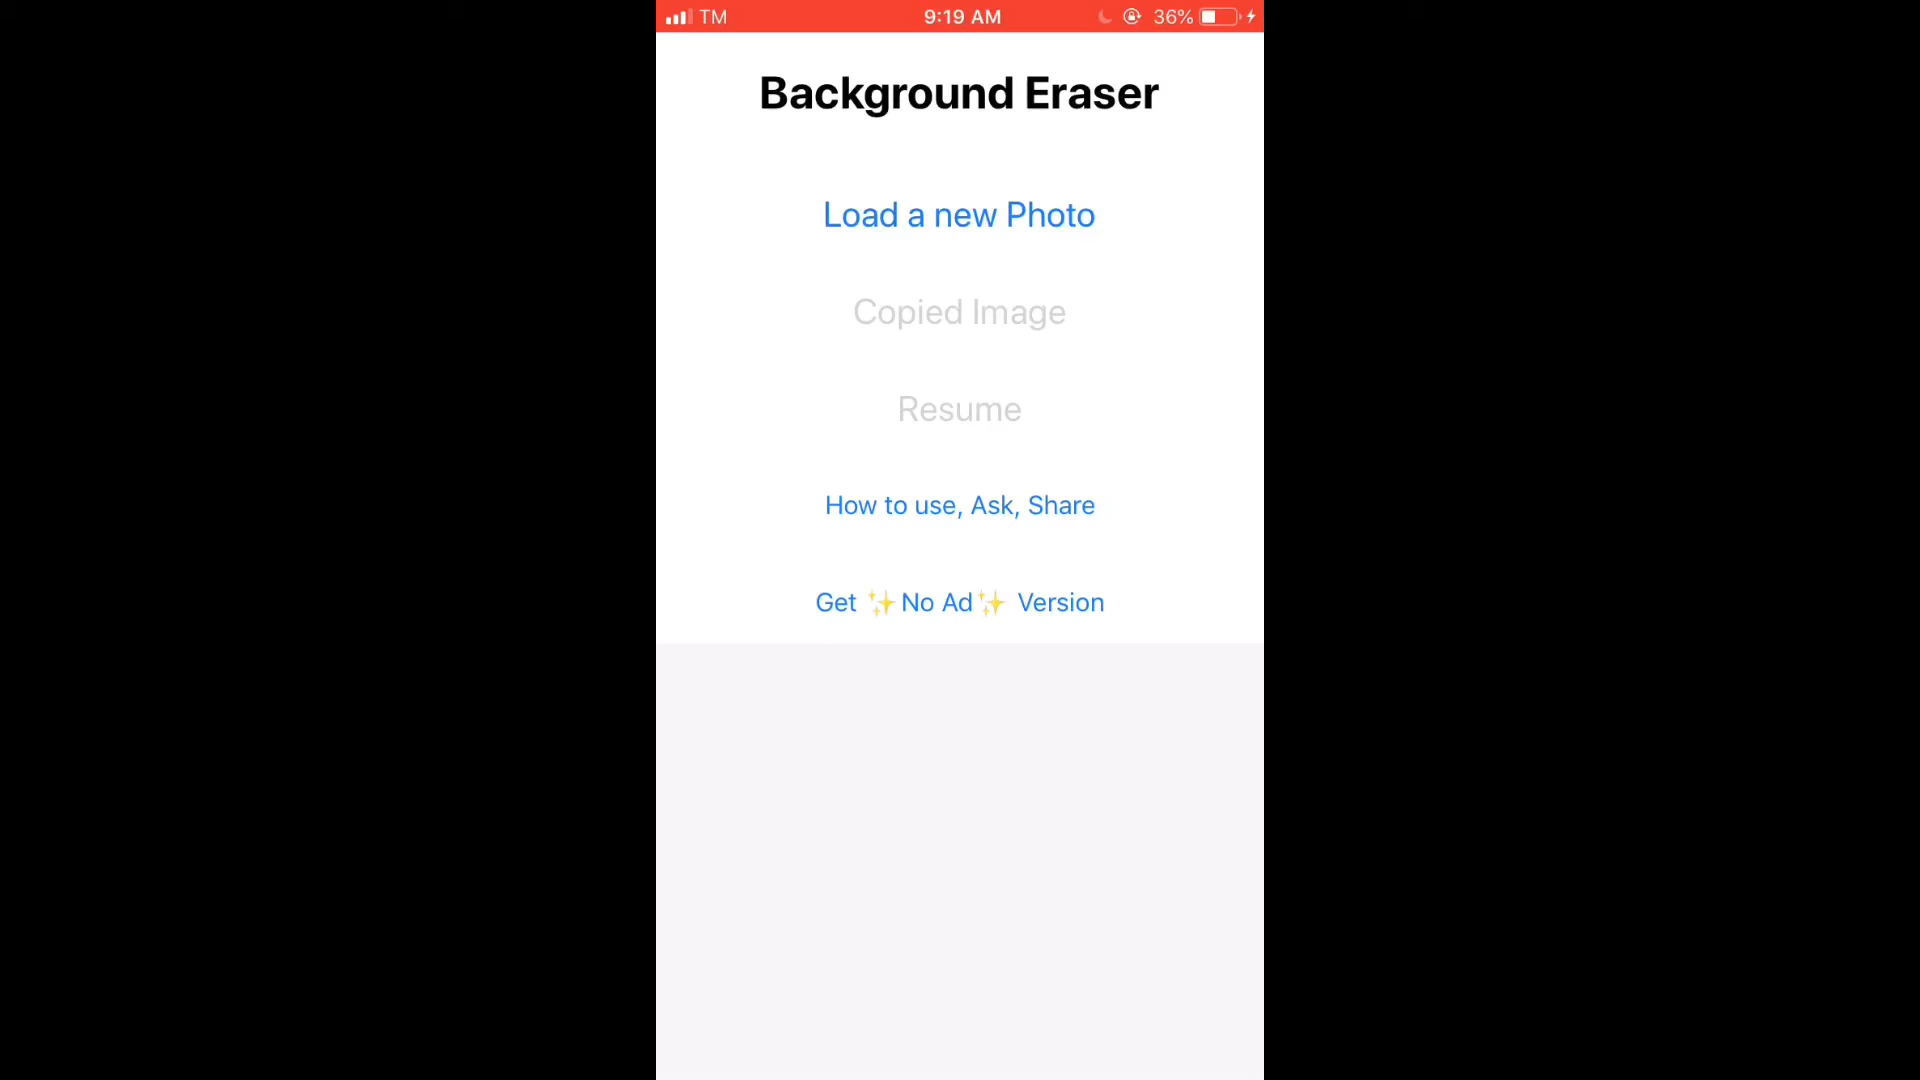 TM 9:19 AM 36%
Background Eraser
Load a new Photo
Copied Image
Resume
How to use, Ask, Share
Get ✨No Ad✨ Version